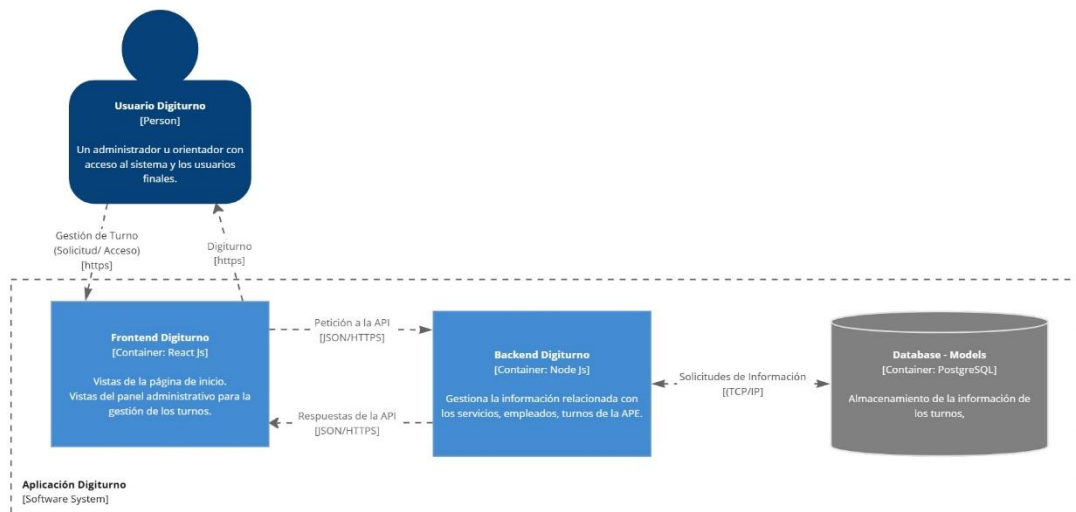 Usuario Digiturno
[Person]
Un administrador u orientador con
acceso al sistema y los usuarios
finales.
Gestión de Turno
(Solicitud/ Acceso)
[https]
Digiturno
[https]
Frontend Digiturno
[Container: React Js]
Vistas de la página de inicio.
Vistas del panel administrativo para la
gestión de los turnos.
Petición a la API
[JSON/HTTPS]
Respuestas de la API
[JSON/HTTPS]
Backend Digiturno
[Container: Node Js]
Gestiona la información relacionada con
los servicios, empleados, turnos de la APE.
Solicitudes de Información
[(TCP/IP]
Database - Models
[Container: PostgreSQL]
Almacenamiento de la información de
los turnos,
Aplicación Digiturno
[Software System]